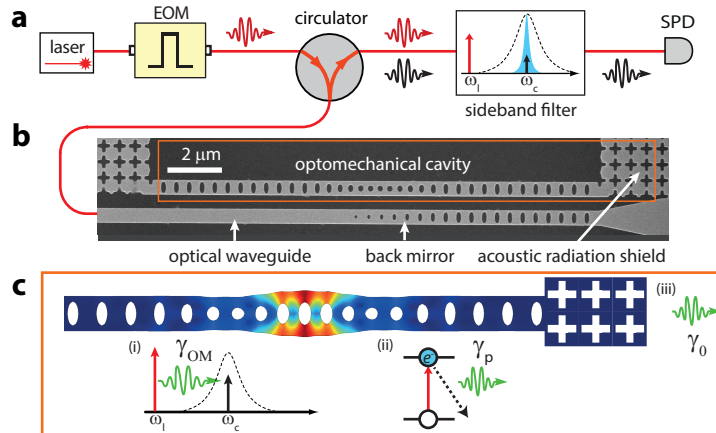 a
EOM
circulator
SPD
laser
ω_l
ω_c
sideband filter
b
2 μm
optomechanical cavity
optical waveguide
back mirror
acoustic radiation shield
c
(i)
γ_OM
(ii)
γ_p
(iii)
γ_0
e⁻
ω_l
ω_c